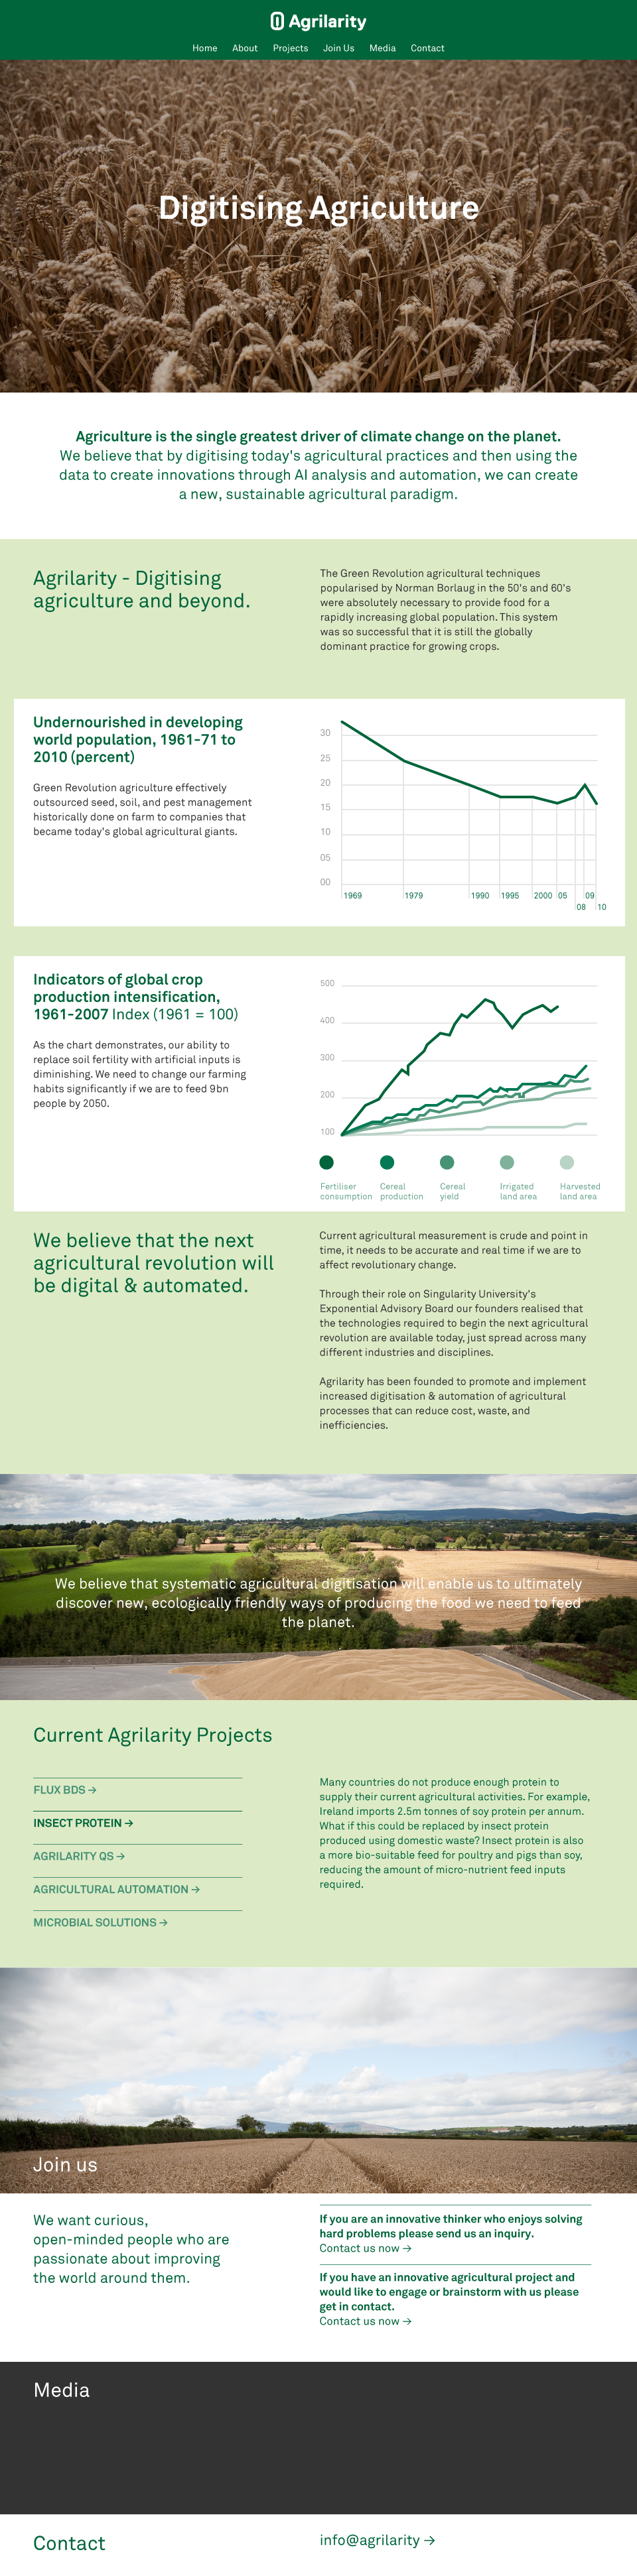 Agrilarity
Home About Projects Join Us Media Contact
Digitising Agriculture
Agriculture is the single greatest driver of climate change on the planet.
We believe that by digitising today's agricultural practices and then using the
data to create innovations through AI analysis and automation, we can create
a new, sustainable agricultural paradigm.
Agrilarity - Digitising
agriculture and beyond.
The Green Revolution agricultural techniques
popularised by Norman Borlaug in the 50's and 60's
were absolutely necessary to provide food for a
rapidly increasing global population. This system
was so successful that it is still the globally
dominant practice for growing crops.
Undernourished in developing
world population, 1961-71 to
2010 (percent)
Green Revolution agriculture effectively
outsourced seed, soil, and pest management
historically done on farm to companies that
became today's global agricultural giants.
30
25
20
15
10
05
00
1969 1979 1990 1995 2000 05 09
08 10
Indicators of global crop
production intensification,
1961-2007 Index (1961 = 100)
As the chart demonstrates, our ability to
replace soil fertility with artificial inputs is
diminishing. We need to change our farming
habits significantly if we are to feed 9bn
people by 2050.
500
400
300
200
100
Fertiliser consumption
Cereal production
Cereal yield
Irrigated land area
Harvested land area
We believe that the next
agricultural revolution will
be digital & automated.
Current agricultural measurement is crude and point in
time, it needs to be accurate and real time if we are to
affect revolutionary change.
Through their role on Singularity University's
Exponential Advisory Board our founders realised that
the technologies required to begin the next agricultural
revolution are available today, just spread across many
different industries and disciplines.
Agrilarity has been founded to promote and implement
increased digitisation & automation of agricultural
processes that can reduce cost, waste, and
inefficiencies.
We believe that systematic agricultural digitisation will enable us to ultimately
discover new, ecologically friendly ways of producing the food we need to feed
the planet.
Current Agrilarity Projects
FLUX BDS →
INSECT PROTEIN →
AGRILARITY QS →
AGRICULTURAL AUTOMATION →
MICROBIAL SOLUTIONS →
Many countries do not produce enough protein to
supply their current agricultural activities. For example,
Ireland imports 2.5m tonnes of soy protein per annum.
What if this could be replaced by insect protein
produced using domestic waste? Insect protein is also
a more bio-suitable feed for poultry and pigs than soy,
reducing the amount of micro-nutrient feed inputs
required.
Join us
We want curious,
open-minded people who are
passionate about improving
the world around them.
If you are an innovative thinker who enjoys solving
hard problems please send us an inquiry.
Contact us now →
If you have an innovative agricultural project and
would like to engage or brainstorm with us please
get in contact.
Contact us now →
Media
Contact
info@agrilarity →